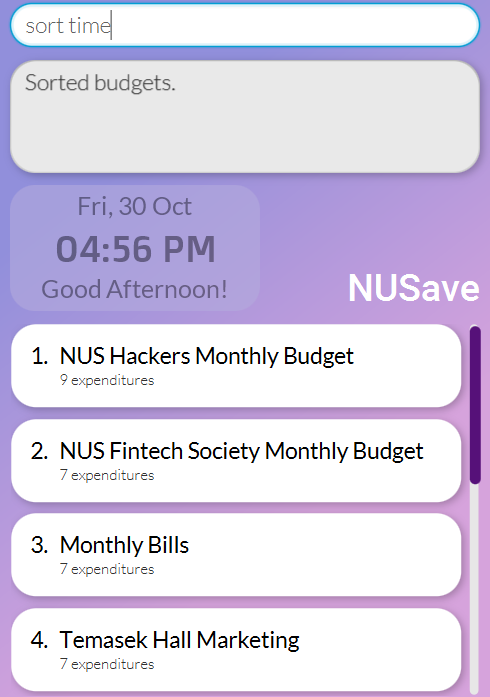 sort time
Sorted budgets.
Fri, 30 Oct
04:56 PM
Good Afternoon!
NUSave
1. NUS Hackers Monthly Budget
9 expenditures
2. NUS Fintech Society Monthly Budget
7 expenditures
3. Monthly Bills
7 expenditures
4. Temasek Hall Marketing
7 expenditures